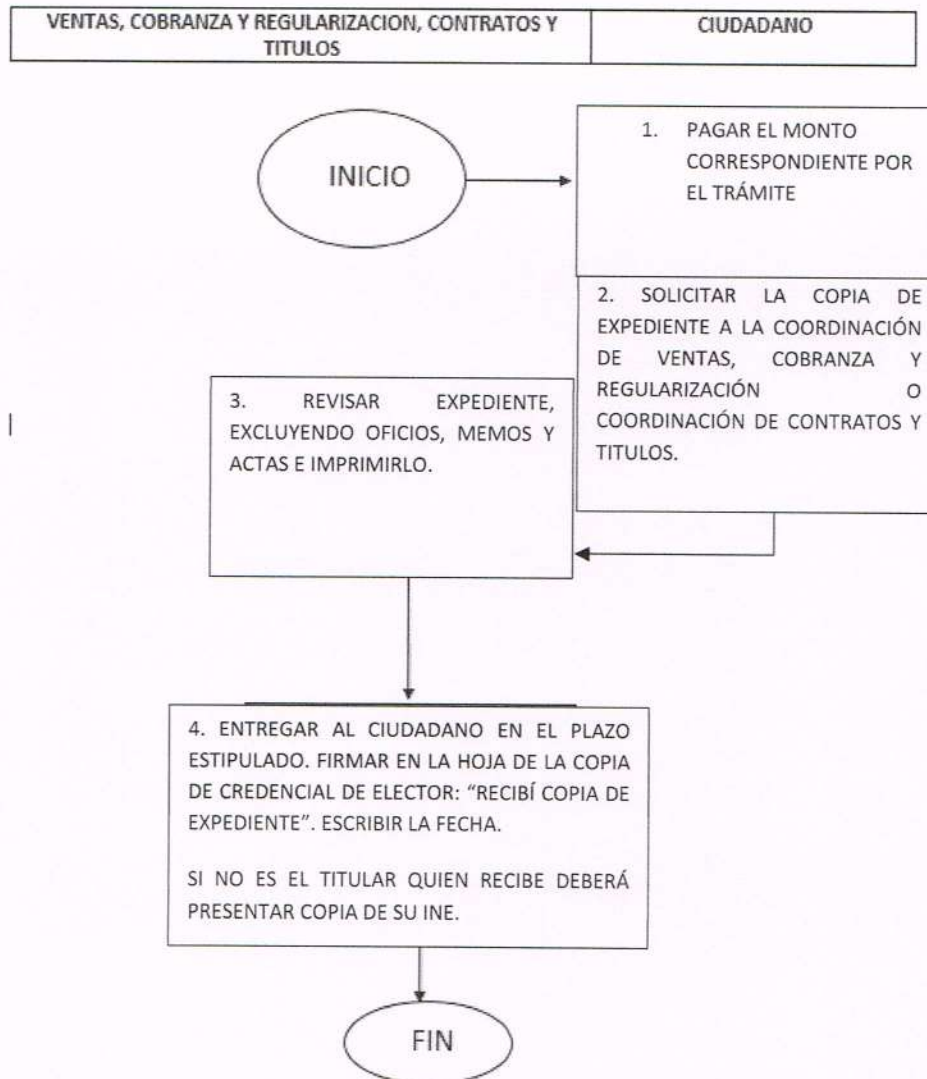 VENTAS, COBRANZA Y REGULARIZACION, CONTRATOS Y
TITULOS
CIUDADANO
INICIO
1. PAGAR EL MONTO
CORRESPONDIENTE POR
EL TRÁMITE
2. SOLICITAR LA COPIA DE
EXPEDIENTE A LA COORDINACIÓN
DE VENTAS, COBRANZA Y
REGULARIZACIÓN O
COORDINACIÓN DE CONTRATOS Y
TITULOS.
3. REVISAR EXPEDIENTE,
EXCLUYENDO OFICIOS, MEMOS Y
ACTAS E IMPRIMIRLO.
4. ENTREGAR AL CIUDADANO EN EL PLAZO
ESTIPULADO. FIRMAR EN LA HOJA DE LA COPIA
DE CREDENCIAL DE ELECTOR: “RECIBÍ COPIA DE
EXPEDIENTE”. ESCRIBIR LA FECHA.
SI NO ES EL TITULAR QUIEN RECIBE DEBERÁ
PRESENTAR COPIA DE SU INE.
FIN